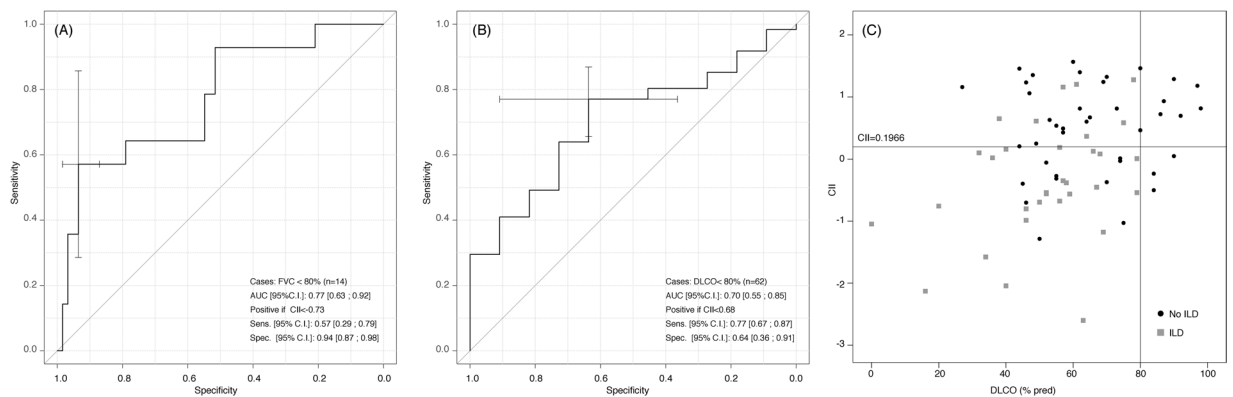 (A)
1.0
0.8
0.6
0.4
0.2
0.0
Sensitivity
Cases: FVC < 80% (n=14)
AUC [95%C.I.]: 0.77 [0.63 ; 0.92]
Positive if CII<-0.73
Sens. [95% C.I.]: 0.57 [0.29 ; 0.79]
Spec. [95% C.I.]: 0.94 [0.87 ; 0.98]
1.0 0.8 0.6 0.4 0.2 0.0
Specificity
(B)
1.0
0.8
0.6
0.4
0.2
0.0
Sensitivity
Cases: DLCO< 80% (n=62)
AUC [95%C.I.]: 0.70 [0.55 ; 0.85]
Positive if CII<0.68
Sens. [95% C.I.]: 0.77 [0.67 ; 0.87]
Spec. [95% C.I.]: 0.64 [0.36 ; 0.91]
1.0 0.8 0.6 0.4 0.2 0.0
Specificity
(C)
2
1
0
-1
-2
-3
CII
CII=0.1966
No ILD
ILD
0 20 40 60 80 100
DLCO (% pred)